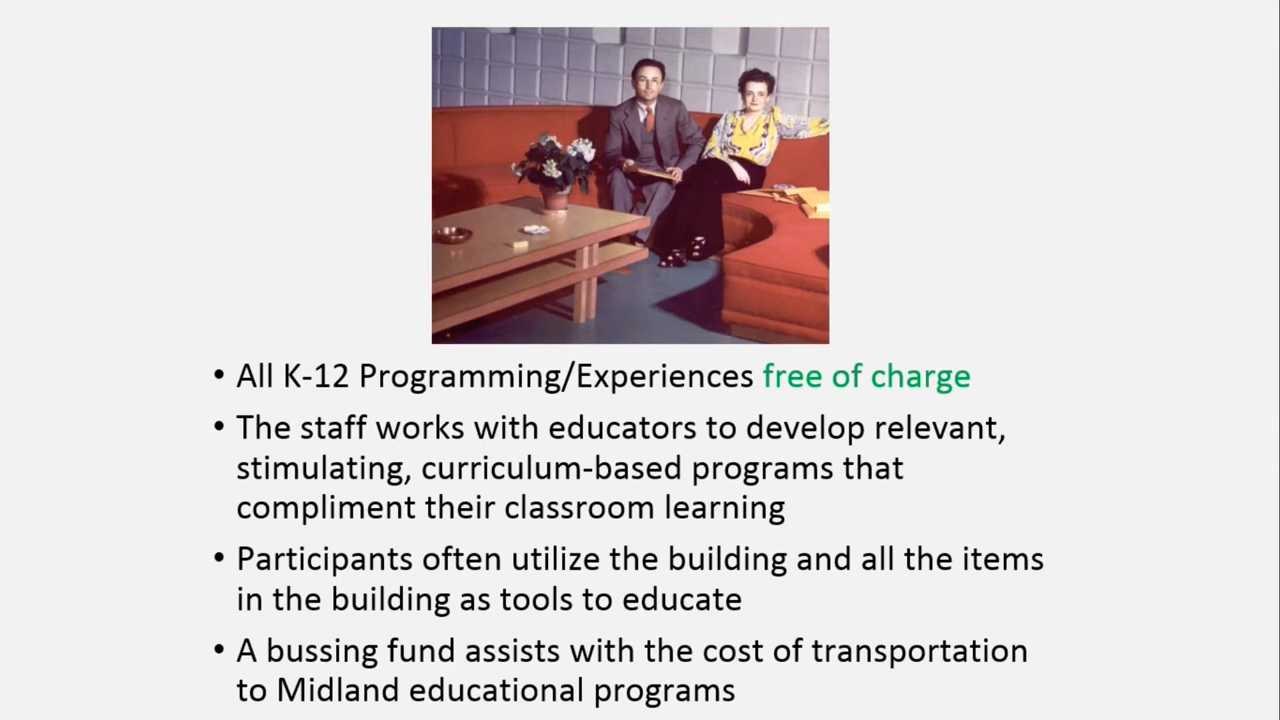 • All K-12 Programming/Experiences free of charge
• The staff works with educators to develop relevant,
stimulating, curriculum-based programs that
compliment their classroom learning
• Participants often utilize the building and all the items
in the building as tools to educate
• A bussing fund assists with the cost of transportation
to Midland educational programs